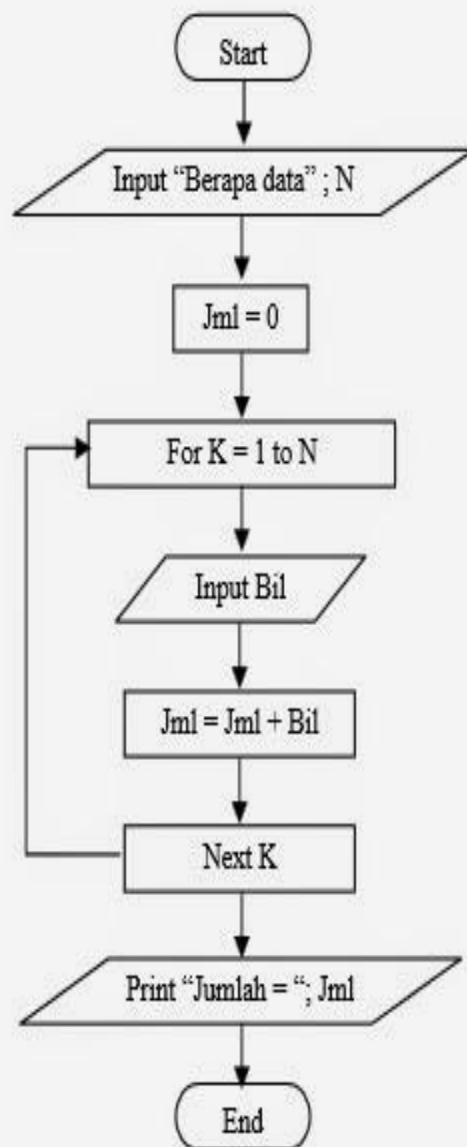 Start
Input “Berapa data” ; N
Jml = 0
For K = 1 to N
Input Bil
Jml = Jml + Bil
Next K
Print “Jumlah = “; Jml
End